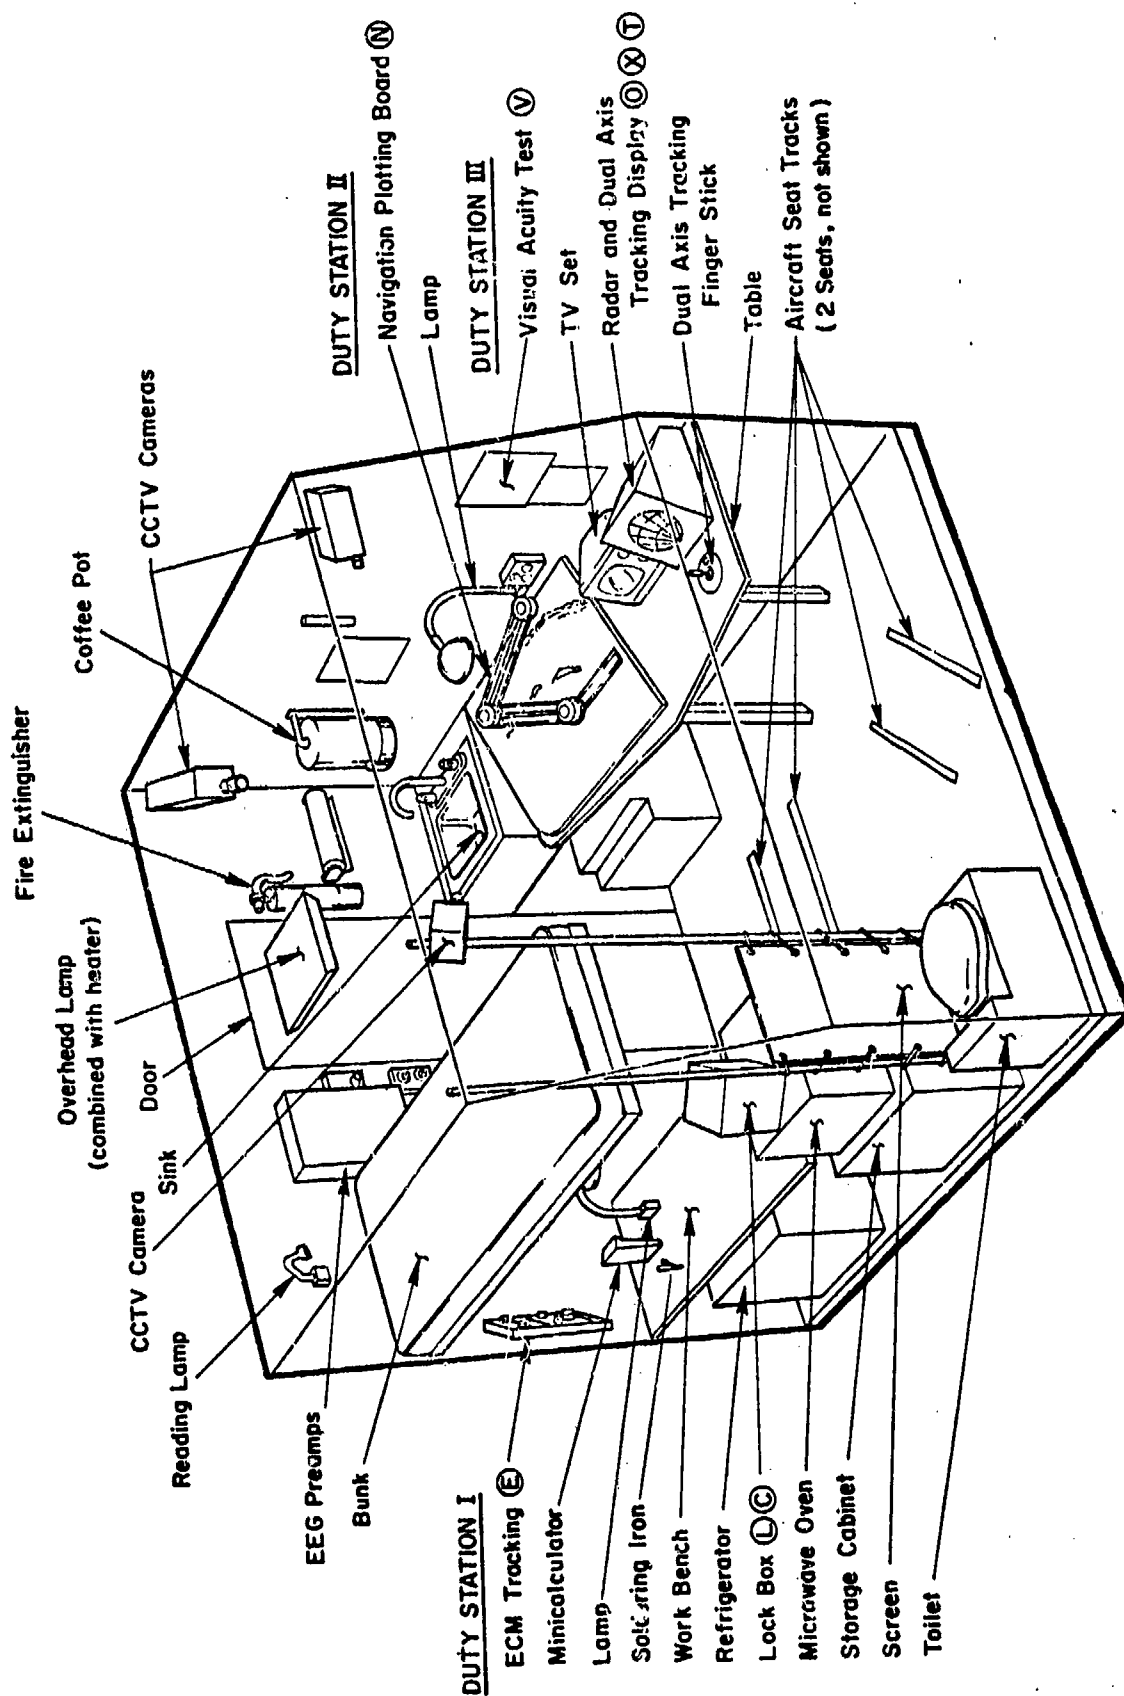 Fire Extinguisher
Coffee Pot
CCTV Cameras
Overhead Lamp
(combined with heater)
Door
Sink
CCTV Camera
Reading Lamp
EEG Preamps
Bunk
DUTY STATION I
ECM Tracking Ⓔ
Minicalculator
Lamp
Soldering Iron
Work Bench
Refrigerator
Lock Box ⓁⒸ
Microwave Oven
Storage Cabinet
Screen
Toilet
DUTY STATION II
Navigation Plotting Board Ⓝ
Lamp
DUTY STATION III
Visual Acuity Test Ⓥ
TV Set
Radar and Dual Axis
Tracking Display ⓄⓍⓉ
Dual Axis Tracking
Finger Stick
Table
Aircraft Seat Tracks
(2 Seats, not shown)